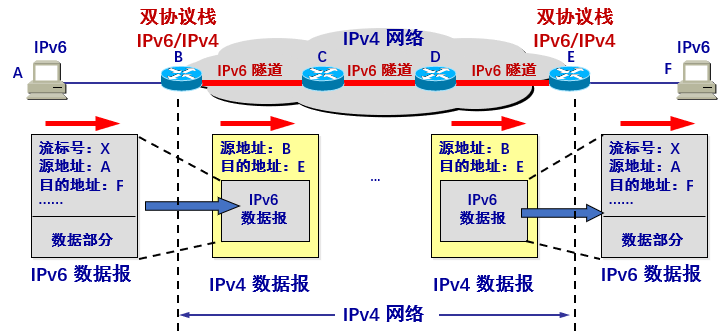 双协议栈
IPv6/IPv4
双协议栈
IPv6/IPv4
IPv6
IPv4 网络
IPv6
A
B
C
D
E
F
IPv6 隧道
IPv6 隧道
IPv6 隧道
流标号：X
源地址：A
目的地址：F
······
数据部分
IPv6 数据报
源地址：B
目的地址：E
IPv6
数据报
IPv4 数据报
...
源地址：B
目的地址：E
IPv6
数据报
IPv4 数据报
流标号：X
源地址：A
目的地址：F
······
数据部分
IPv6 数据报
IPv4 网络